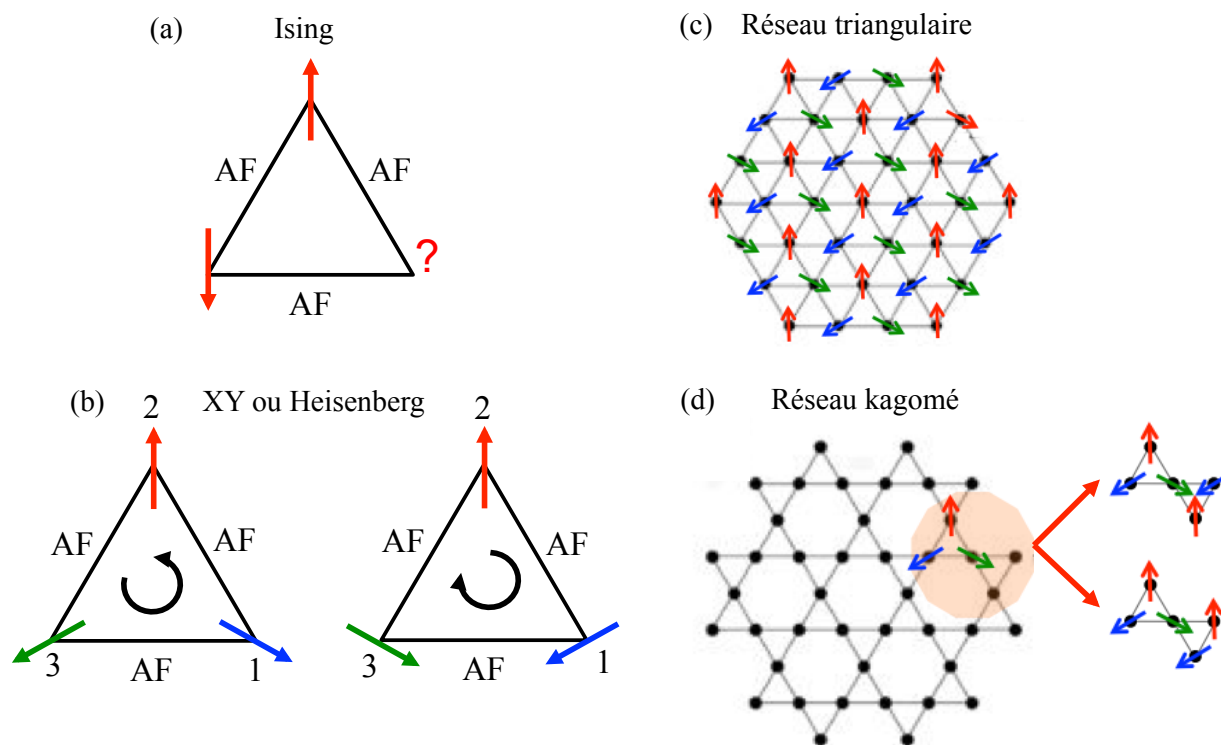 (a) Ising
AF AF
?
AF
(b) XY ou Heisenberg
2 2
AF AF AF AF
3 1 3 1
AF AF
(c) Réseau triangulaire
(d) Réseau kagomé